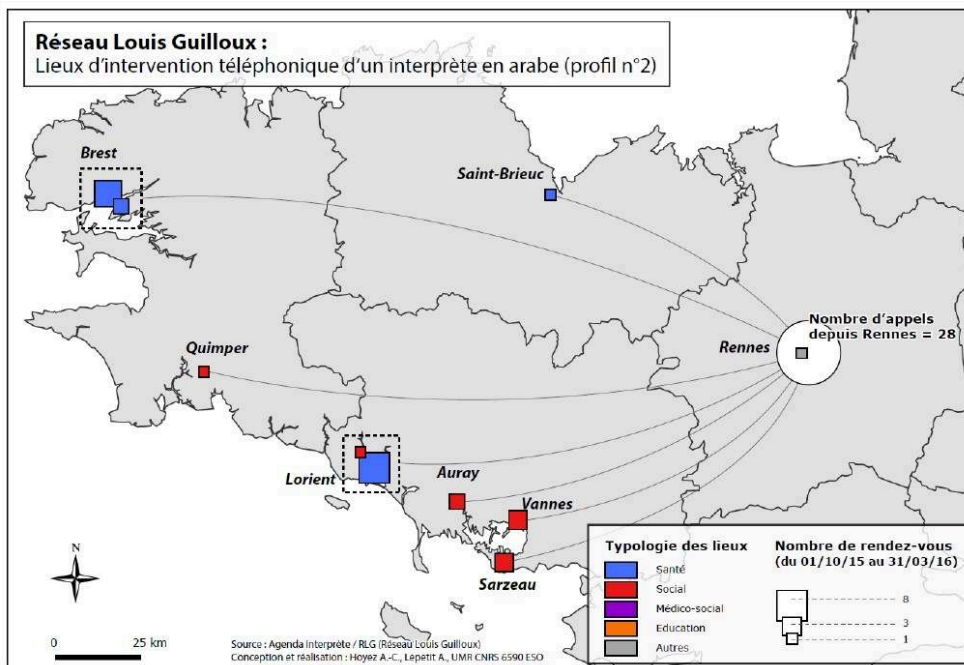 Réseau Louis Guilloux :
Lieux d'intervention téléphonique d'un interprète en arabe (profil n°2)
Brest
Saint-Brieuc
Nombre d'appels
depuis Rennes = 28
Rennes
Quimper
Lorient
Auray
Vannes
Sarzeau
N
0 25 km
Source : Agenda interprète / RLG (Réseau Louis Guilloux)
Conception et réalisation : Hoyez A.-C., Lepetit A., UMR CNRS 6590 ESO
Typologie des lieux
Santé
Social
Médico-social
Education
Autres
Nombre de rendez-vous
(du 01/10/15 au 31/03/16)
8
3
1